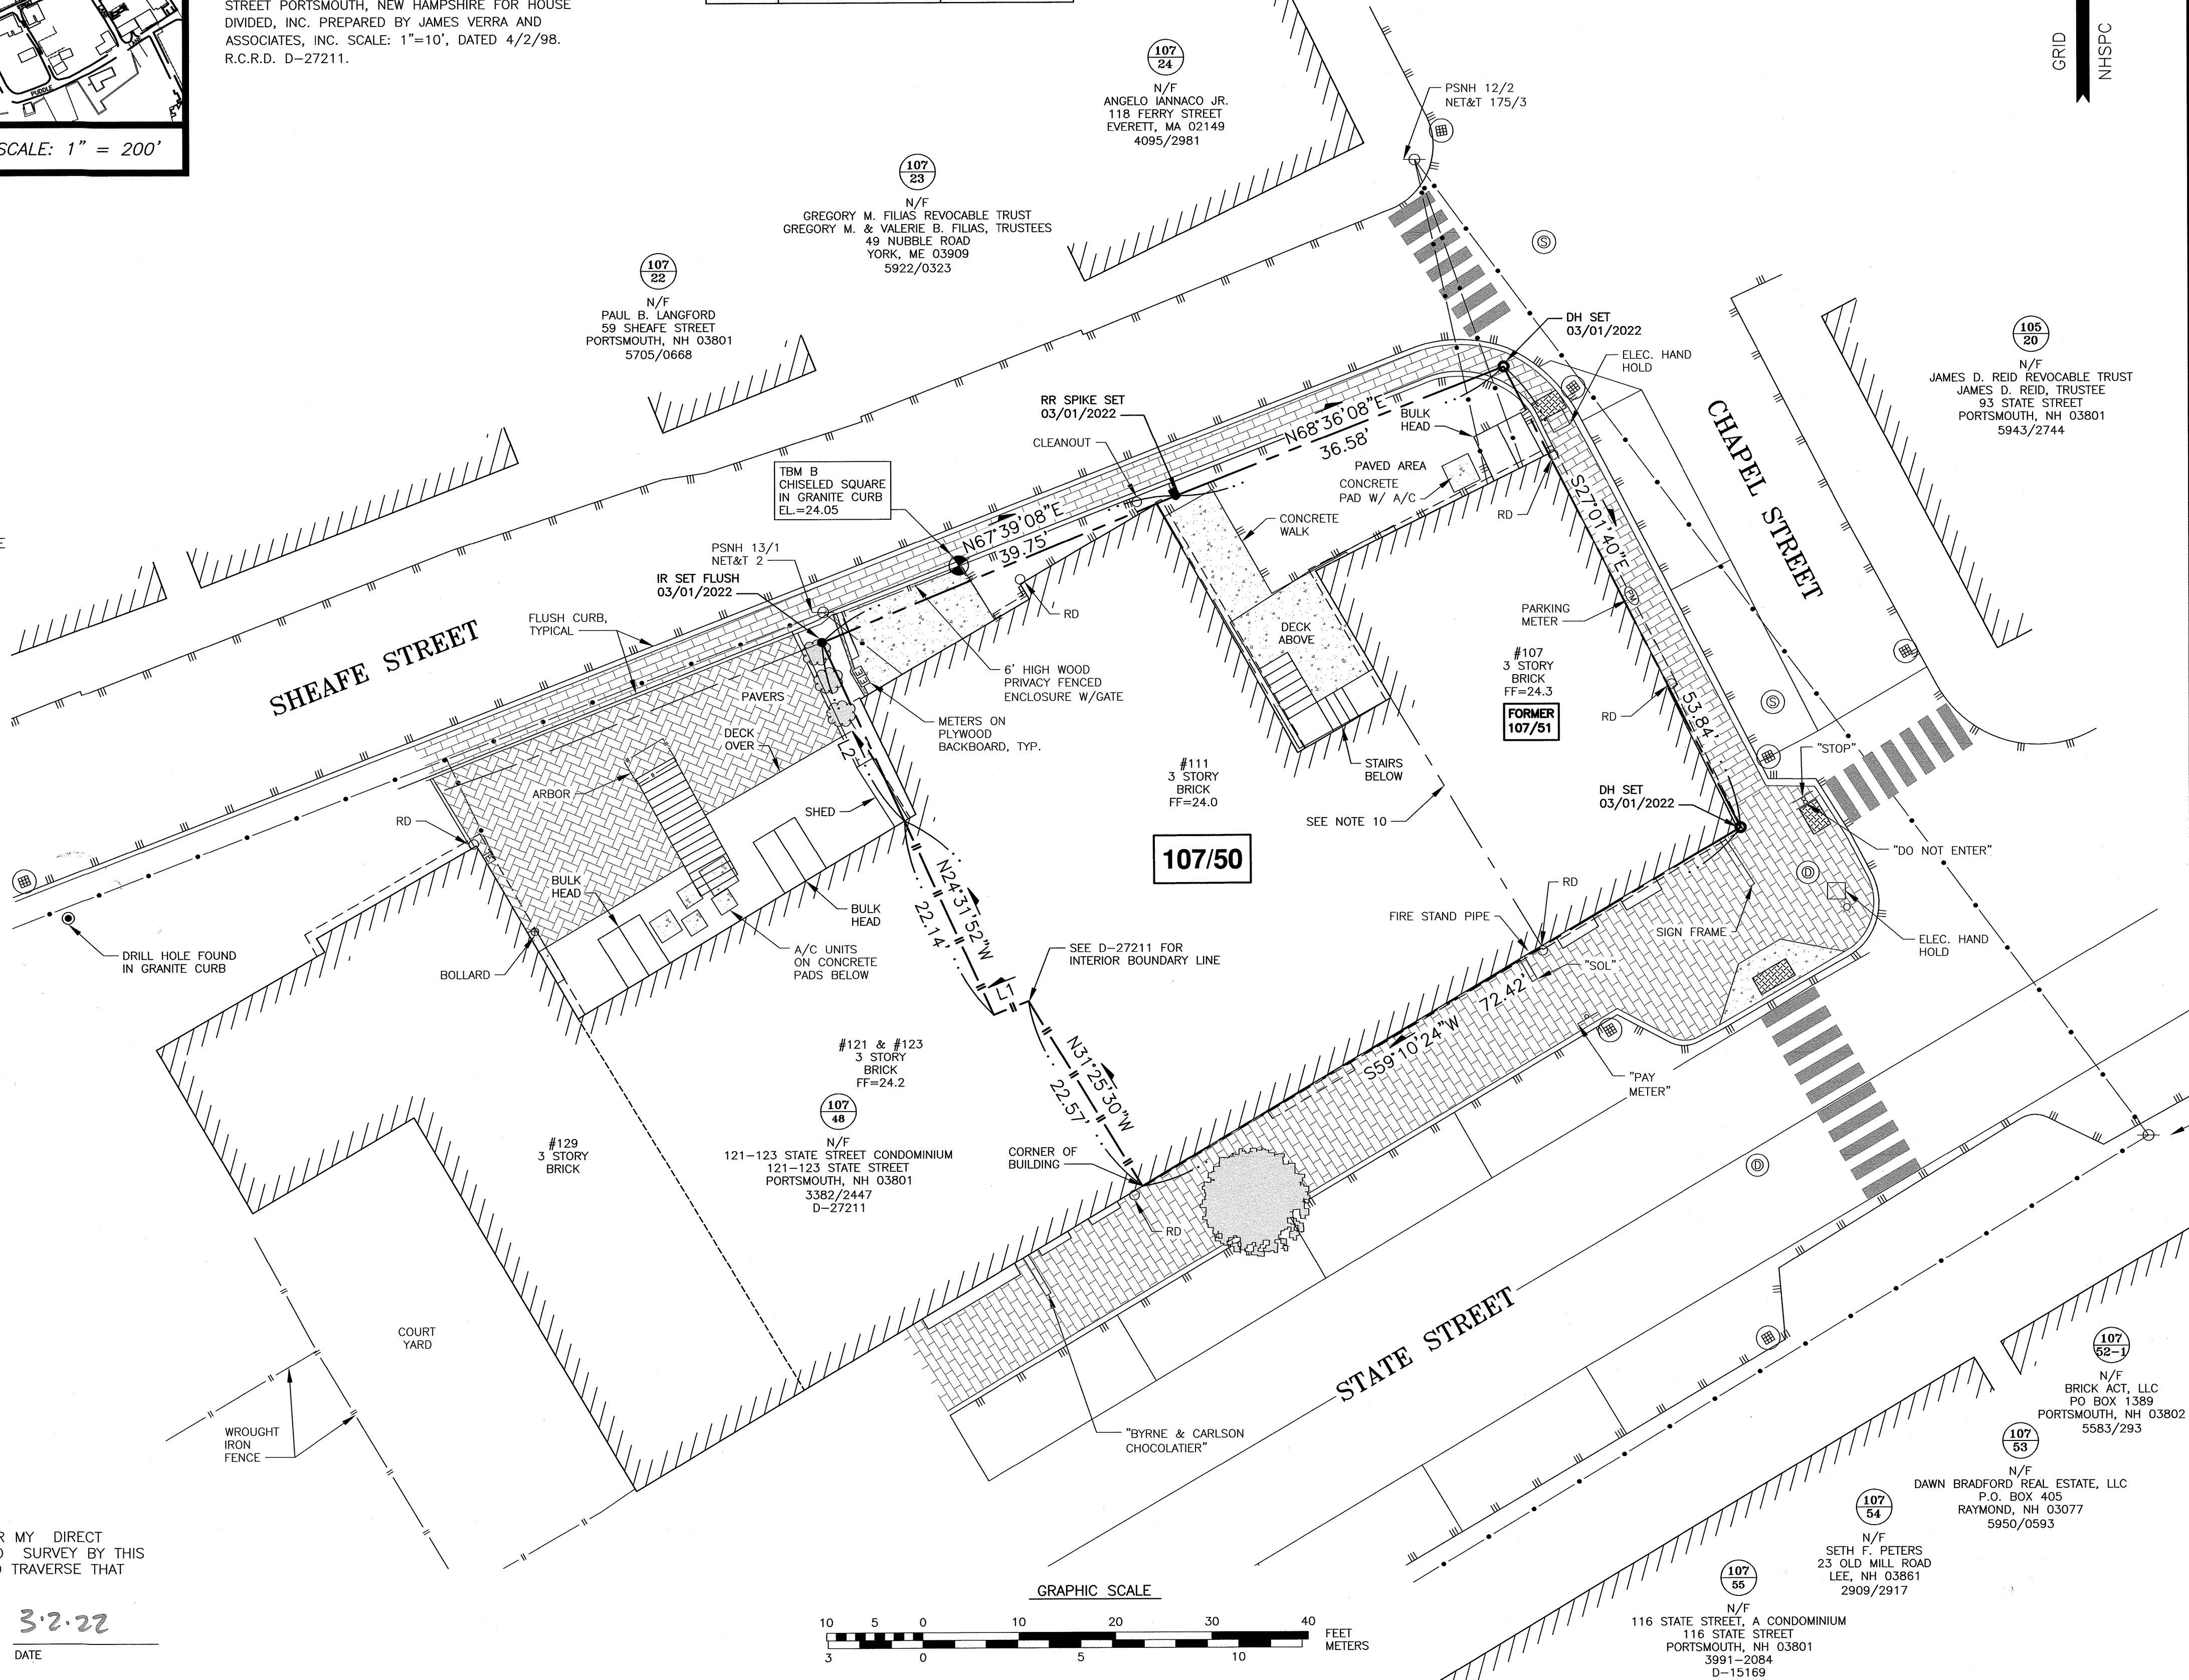 STREET PORTSMOUTH, NEW HAMPSHIRE FOR HOUSE
DIVIDED, INC. PREPARED BY JAMES VERRA AND
ASSOCIATES, INC. SCALE: 1"=10', DATED 4/2/98.
R.C.R.D. D-27211.
PUDDLE
SCALE: 1" = 200'
GRID
NHSPC
107
24
N/F
ANGELO IANNACO JR.
118 FERRY STREET
EVERETT, MA 02149
4095/2981
PSNH 12/2
NET&T 175/3
107
23
N/F
GREGORY M. FILIAS REVOCABLE TRUST
GREGORY M. & VALERIE B. FILIAS, TRUSTEES
49 NUBBLE ROAD
YORK, ME 03909
5922/0323
107
22
N/F
PAUL B. LANGFORD
59 SHEAFE STREET
PORTSMOUTH, NH 03801
5705/0668
105
20
N/F
JAMES D. REID REVOCABLE TRUST
JAMES D. REID, TRUSTEE
93 STATE STREET
PORTSMOUTH, NH 03801
5943/2744
DH SET
03/01/2022
ELEC. HAND
HOLD
CHAPEL STREET
RR SPIKE SET
03/01/2022
CLEANOUT
N68°36'08"E
36.58'
BULK
HEAD
PAVED AREA
CONCRETE
PAD W/ A/C
RD
S27°01'40"E
53.84'
TBM B
CHISELED SQUARE
IN GRANITE CURB
EL.=24.05
N67°39'08"E
39.75'
CONCRETE
WALK
PSNH 13/1
NET&T 2
IR SET FLUSH
03/01/2022
FLUSH CURB,
TYPICAL
SHEAFE STREET
RD
DECK
ABOVE
PARKING
METER
PM
#107
3 STORY
BRICK
FF=24.3
FORMER
107/51
RD
6' HIGH WOOD
PRIVACY FENCED
ENCLOSURE W/GATE
PAVERS
METERS ON
PLYWOOD
BACKBOARD, TYP.
DECK
OVER
L2
ARBOR
SHED
RD
#111
3 STORY
BRICK
FF=24.0
107/50
STAIRS
BELOW
SEE NOTE 10
DH SET
03/01/2022
"STOP"
"DO NOT ENTER"
S
S
D
BULK
HEAD
BULK
HEAD
A/C UNITS
ON CONCRETE
PADS BELOW
BOLLARD
DRILL HOLE FOUND
IN GRANITE CURB
N24°31'52"W
22.14'
SEE D-27211 FOR
INTERIOR BOUNDARY LINE
L1
N31°25'30"W
22.57'
RD
FIRE STAND PIPE
"SOL"
SIGN FRAME
ELEC. HAND
HOLD
S59°10'24"W
72.42'
"PAY
METER"
D
#121 & #123
3 STORY
BRICK
FF=24.2
107
48
N/F
121-123 STATE STREET CONDOMINIUM
121-123 STATE STREET
PORTSMOUTH, NH 03801
3382/2447
D-27211
CORNER OF
BUILDING
RD
#129
3 STORY
BRICK
COURT
YARD
WROUGHT
IRON
FENCE
"BYRNE & CARLSON
CHOCOLATIER"
STATE STREET
107
52-1
N/F
BRICK ACT, LLC
PO BOX 1389
PORTSMOUTH, NH 03802
5583/293
107
53
N/F
DAWN BRADFORD REAL ESTATE, LLC
P.O. BOX 405
RAYMOND, NH 03077
5950/0593
107
54
N/F
SETH F. PETERS
23 OLD MILL ROAD
LEE, NH 03861
2909/2917
107
55
N/F
116 STATE STREET, A CONDOMINIUM
116 STATE STREET
PORTSMOUTH, NH 03801
3991-2084
D-15169
MY DIRECT
SURVEY BY THIS
TRAVERSE THAT
3·2·22
DATE
GRAPHIC SCALE
10 5 0 10 20 30 40
FEET
METERS
3 0 5 10